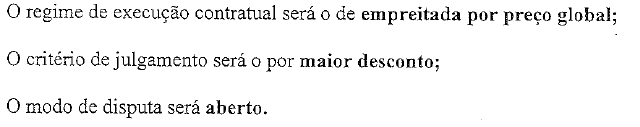 O regime de execução contratual será o de empreitada por preço global;
O critério de julgamento será o por maior desconto;
O modo de disputa será aberto.